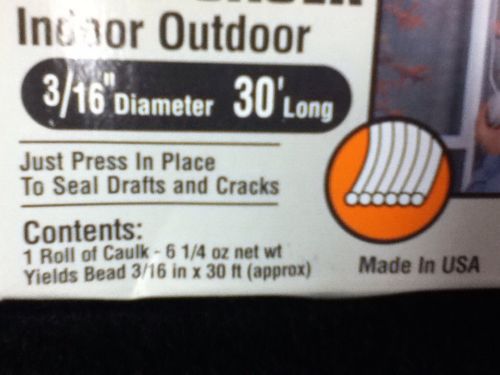 Indoor Outdoor
3/16" Diameter 30' Long
Just Press In Place
To Seal Drafts and Cracks
Contents:
1 Roll of Caulk - 6 1/4 oz net wt
Yields Bead 3/16 in x 30 ft (approx)
Made In USA